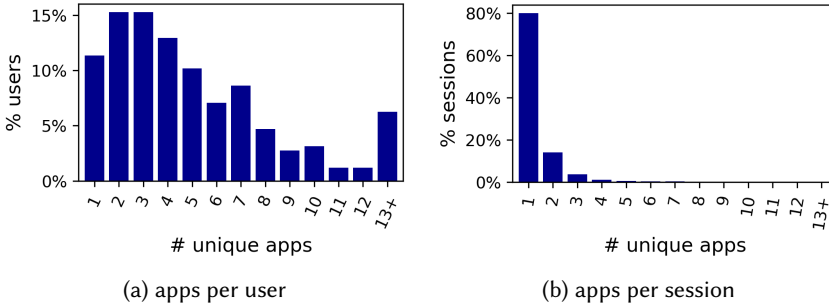 15%
10%
5%
0%
% users
1 2 3 4 5 6 7 8 9 10 11 12 13+
# unique apps
(a) apps per user
80%
60%
40%
20%
0%
% sessions
1 2 3 4 5 6 7 8 9 10 11 12 13+
# unique apps
(b) apps per session